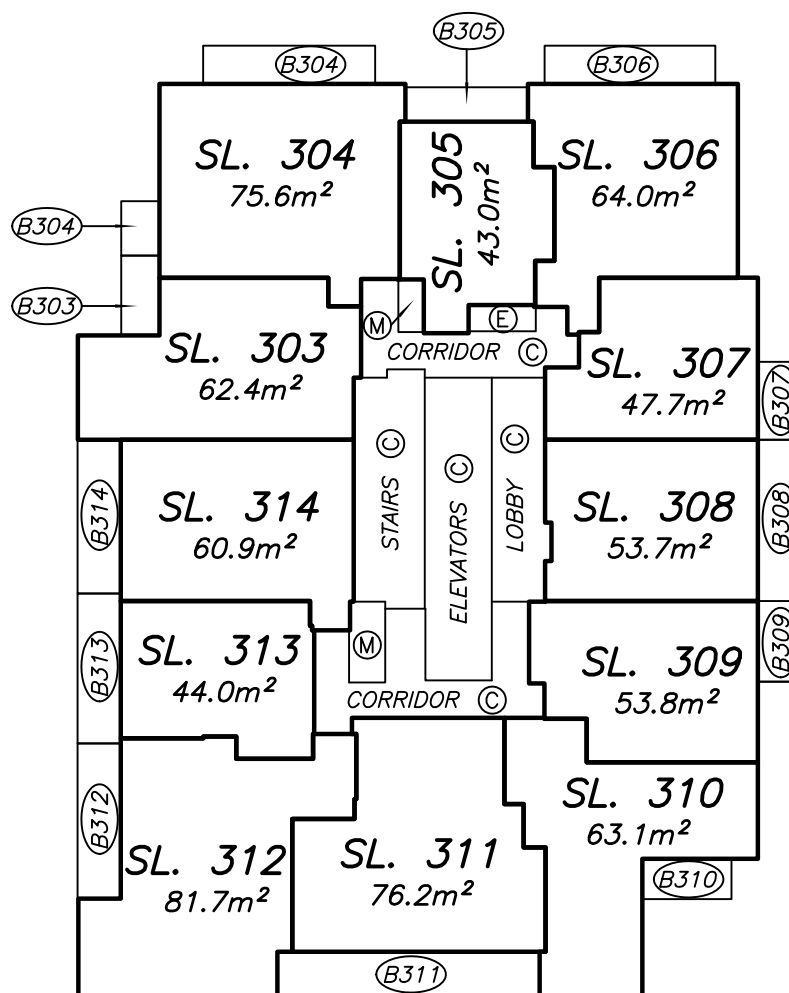 B305
B304
B306
SL. 304
75.6m²
SL. 305
43.0m²
SL. 306
64.0m²
B304
B303
M
E
CORRIDOR C
SL. 303
62.4m²
SL. 307
47.7m²
B307
STAIRS C
ELEVATORS C
LOBBY C
B314
SL. 314
60.9m²
SL. 308
53.7m²
B308
B313
SL. 313
44.0m²
M
SL. 309
53.8m²
B309
CORRIDOR C
B312
SL. 312
81.7m²
SL. 311
76.2m²
SL. 310
63.1m²
B310
B311